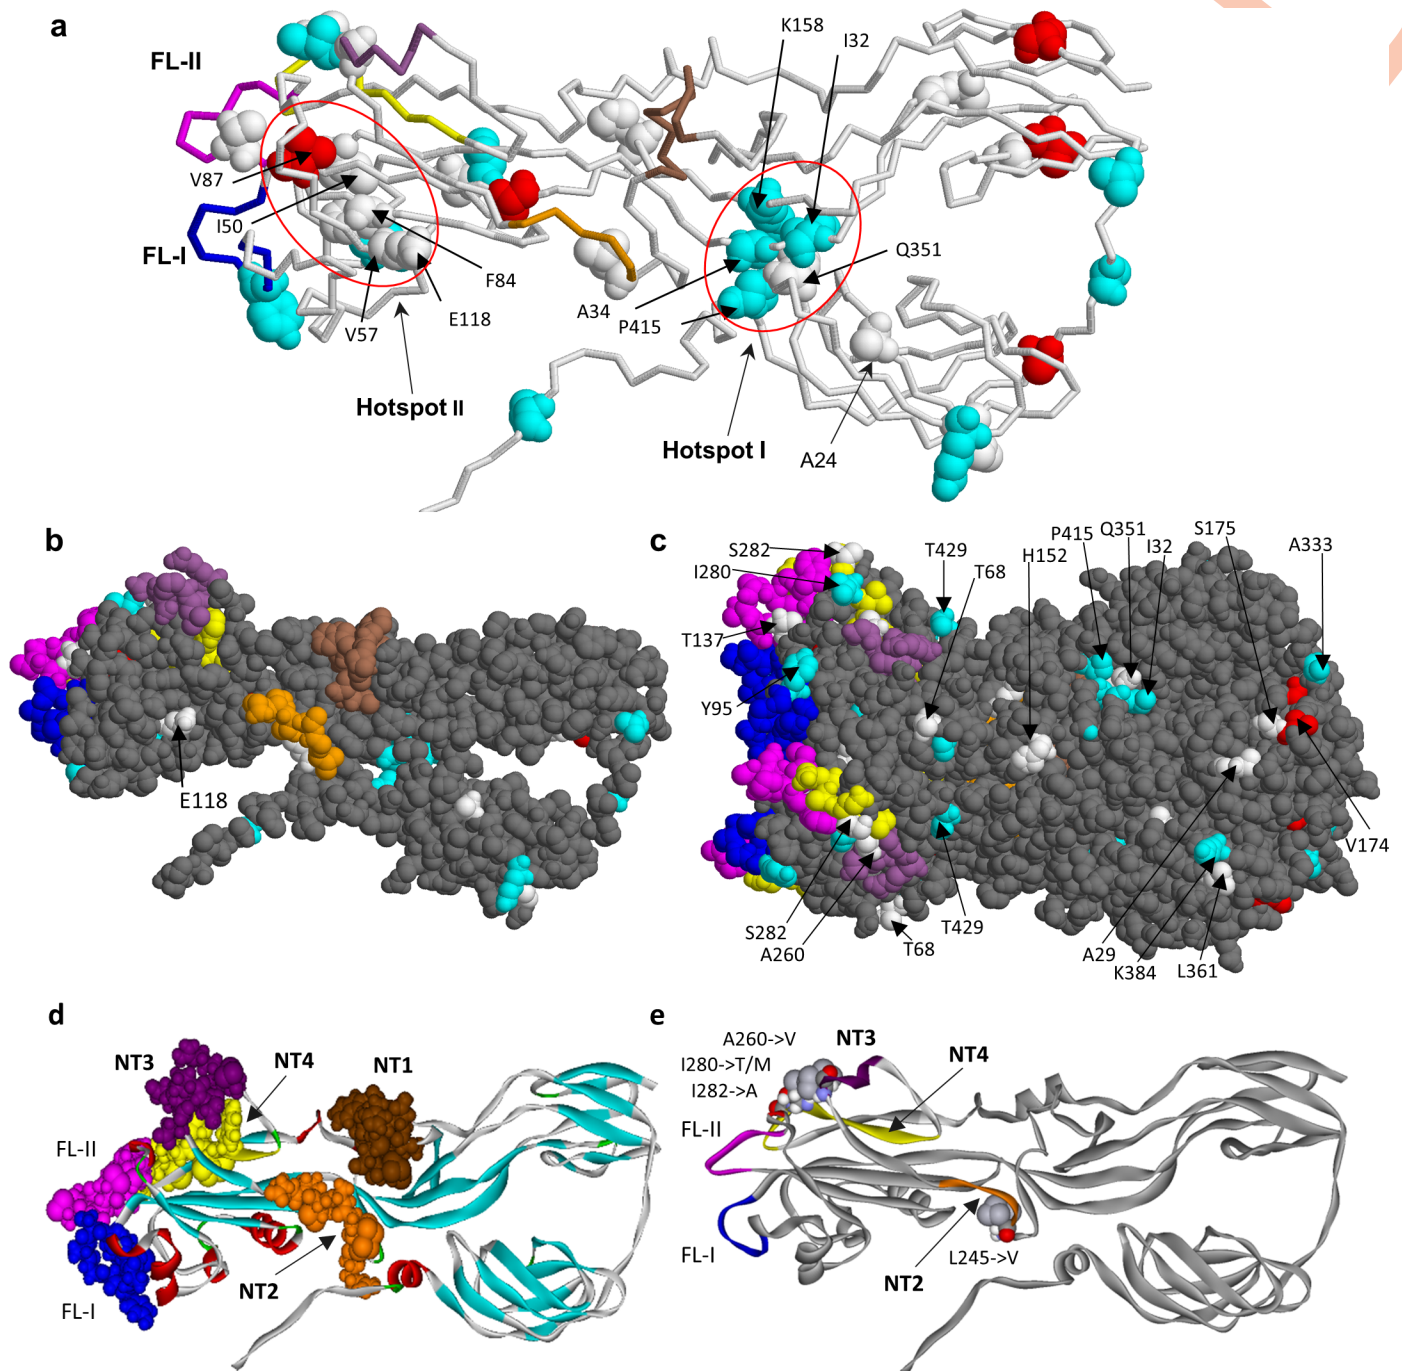 a
K158
I32
FL-II
V87
I50
FL-I
Q351
F84
A34
E118
P415
V57
Hotspot II
Hotspot I
A24
b
c
S282
T429
P415
Q351
S175
A333
I280
T68
H152
I32
T137
Y95
E118
V174
S282
A260
T68
T429
A29
K384
L361
d
NT3
NT4
NT1
FL-II
NT2
FL-I
e
A260->V
NT3
I280->T/M
NT4
I282->A
FL-II
FL-I
L245->V
NT2